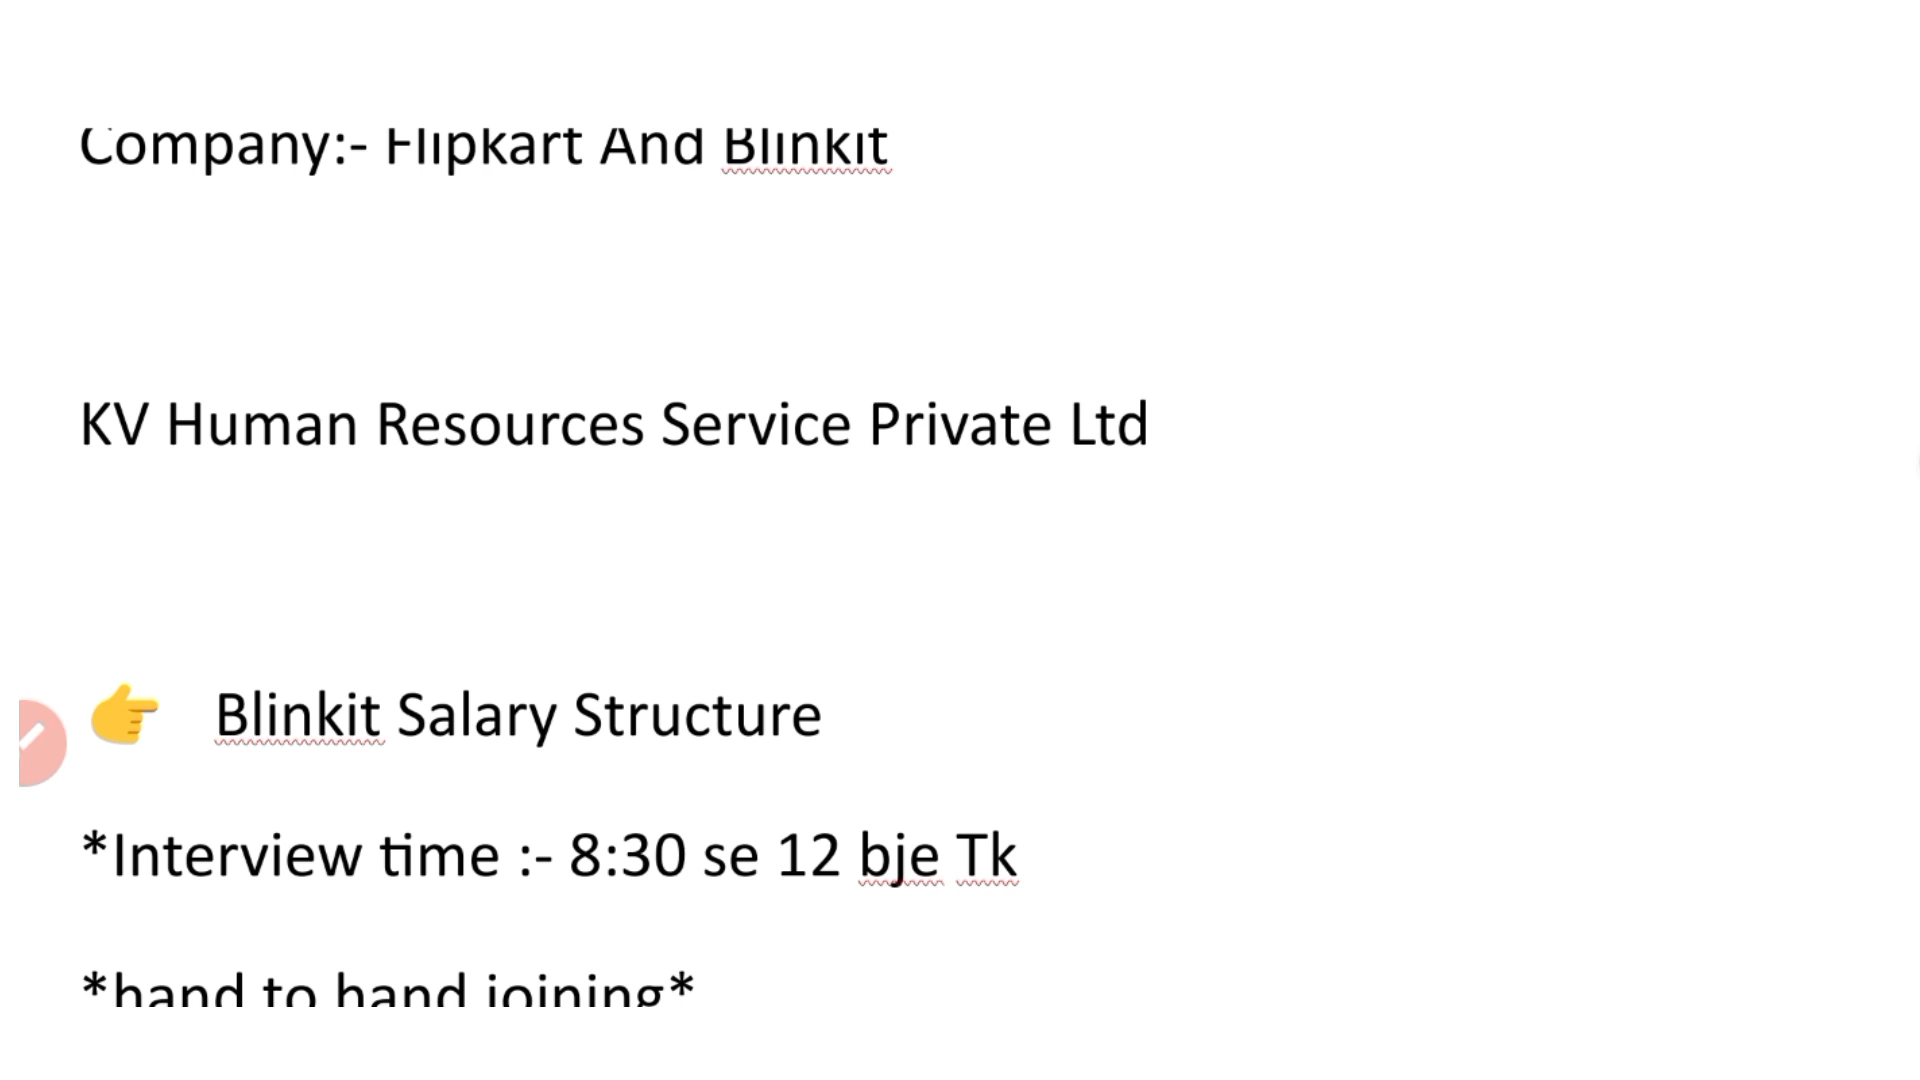 Company:- Flipkart And Blinkit
KV Human Resources Service Private Ltd
👉 Blinkit Salary Structure
*Interview time :- 8:30 se 12 bje Tk
*hand to hand joining*